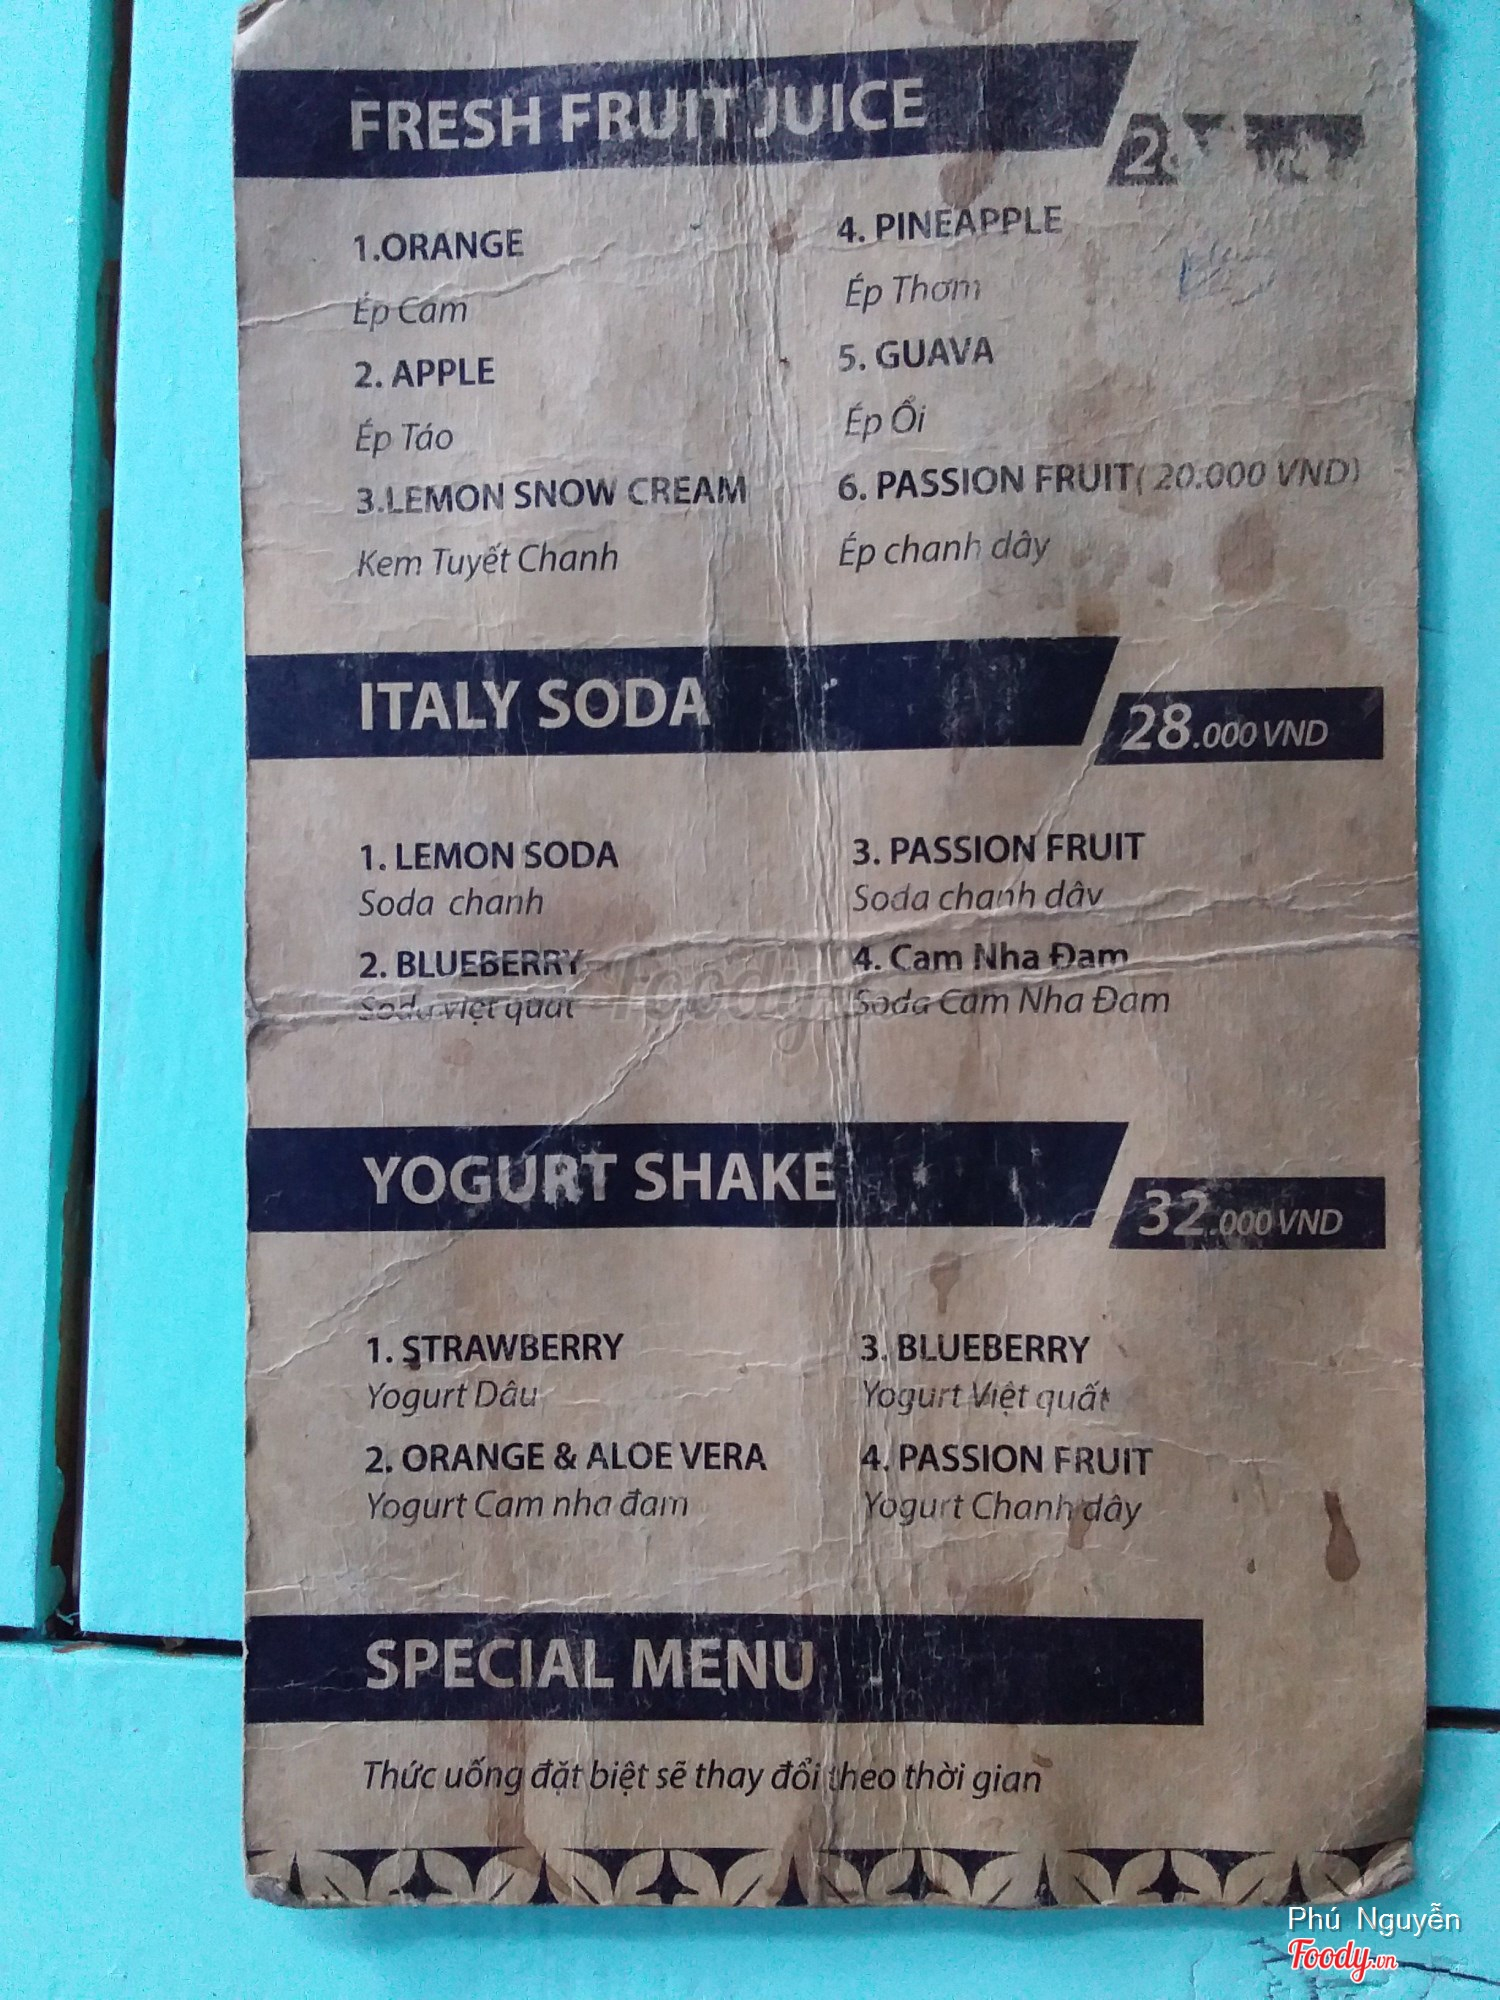 FRESH FRUIT JUICE
1.ORANGE
Ép Cam
2. APPLE
Ép Táo
3.LEMON SNOW CREAM
Kem Tuyết Chanh
4. PINEAPPLE
Ép Thơm
5. GUAVA
Ép Ổi
6. PASSION FRUIT( 20.000 VND)
Ép chanh dây
ITALY SODA
28.000 VND
1. LEMON SODA
Soda chanh
2. BLUEBERRY
Soda việt quất
3. PASSION FRUIT
Soda chanh dây
4. Cam Nha Đam
Soda Cam Nha Đam
Foody
YOGURT SHAKE
32.000 VND
1. STRAWBERRY
Yogurt Dâu
2. ORANGE & ALOE VERA
Yogurt Cam nha đam
3. BLUEBERRY
Yogurt Việt quất
4. PASSION FRUIT
Yogurt Chanh dây
SPECIAL MENU
Thức uống đặt biệt sẽ thay đổi theo thời gian
Phú Nguyễn
Foody.vn